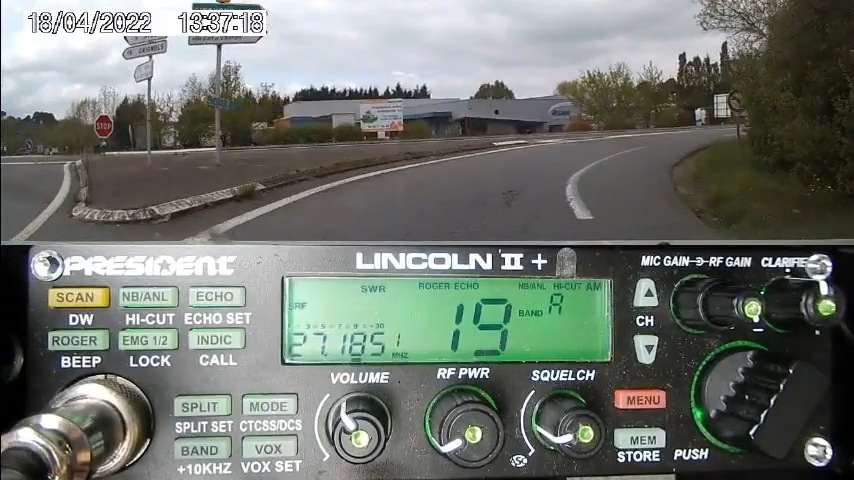 18/04/2022 13:37:18
GRIGNOLS
STOP
PRESIDENT
LINCOLN II +
MIC GAIN RF GAIN CLARIFIER
SCAN NB/ANL ECHO
DW HI-CUT ECHO SET
ROGER EMG 1/2 INDIC
BEEP LOCK CALL
SPLIT MODE
SPLIT SET CTCSS/DCS
BAND VOX
+10KHZ VOX SET
SWR ROGER ECHO NB/ANL HI-CUT AM
SRF
BAND A
19
27.185 MHZ
CH
VOLUME RF PWR SQUELCH
MENU
MEM
STORE PUSH
ASC